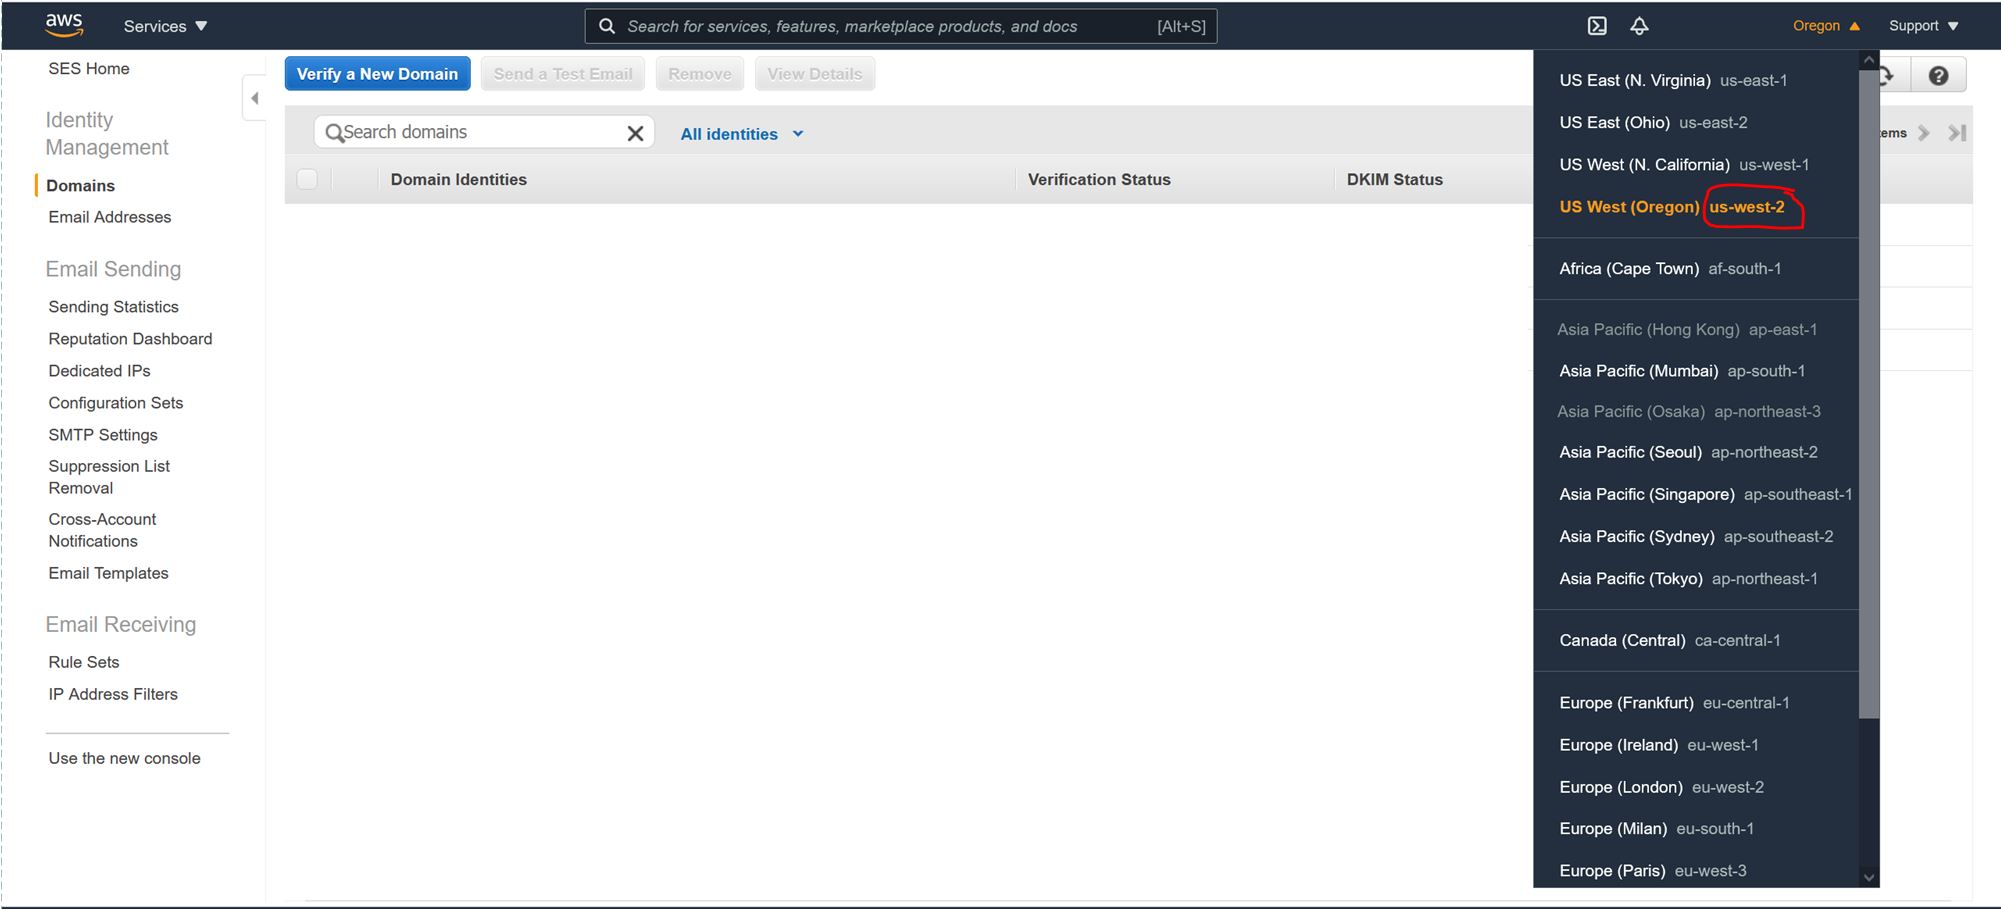 aws
Services
Search for services, features, marketplace products, and docs [Alt+S]
Oregon
Support
SES Home
Identity
Management
Domains
Email Addresses
Email Sending
Sending Statistics
Reputation Dashboard
Dedicated IPs
Configuration Sets
SMTP Settings
Suppression List
Removal
Cross-Account
Notifications
Email Templates
Email Receiving
Rule Sets
IP Address Filters
Use the new console
Verify a New Domain
Send a Test Email
Remove
View Details
Search domains
All identities
Domain Identities
Verification Status
DKIM Status
US East (N. Virginia) us-east-1
US East (Ohio) us-east-2
US West (N. California) us-west-1
US West (Oregon) us-west-2
Africa (Cape Town) af-south-1
Asia Pacific (Hong Kong) ap-east-1
Asia Pacific (Mumbai) ap-south-1
Asia Pacific (Osaka) ap-northeast-3
Asia Pacific (Seoul) ap-northeast-2
Asia Pacific (Singapore) ap-southeast-1
Asia Pacific (Sydney) ap-southeast-2
Asia Pacific (Tokyo) ap-northeast-1
Canada (Central) ca-central-1
Europe (Frankfurt) eu-central-1
Europe (Ireland) eu-west-1
Europe (London) eu-west-2
Europe (Milan) eu-south-1
Europe (Paris) eu-west-3